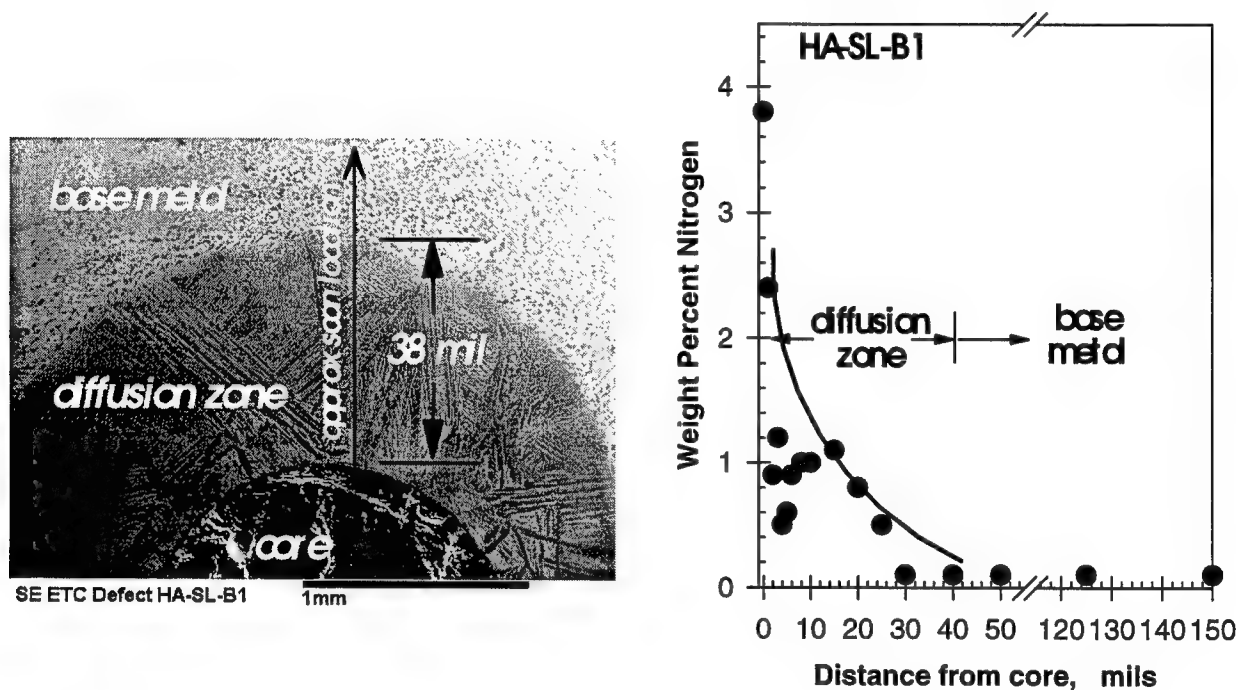 base metal
approx scan location
38 mil
diffusion zone
core
SE ETC Defect HA-SL-B1
1mm
HA-SL-B1
Weight Percent Nitrogen
4
3
2
1
0
diffusion
zone
base
metal
0 10 20 30 40 50 120 130 140 150
Distance from core, mils